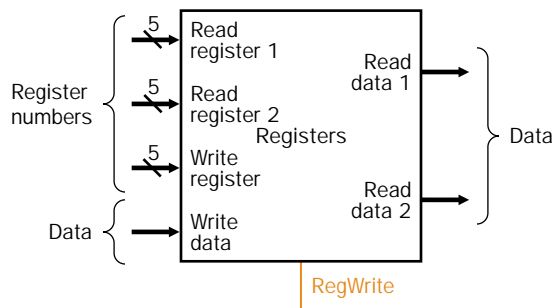 Register
numbers
Data
5
Read
register 1
5
Read
register 2
5
Write
register
Write
data
Registers
Read
data 1
Read
data 2
Data
RegWrite